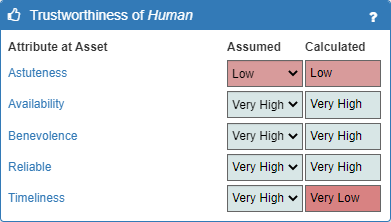 Trustworthiness of Human ?
Attribute at Asset Assumed Calculated
Astuteness Low Low
Availability Very High Very High
Benevolence Very High Very High
Reliable Very High Very High
Timeliness Very High Very Low